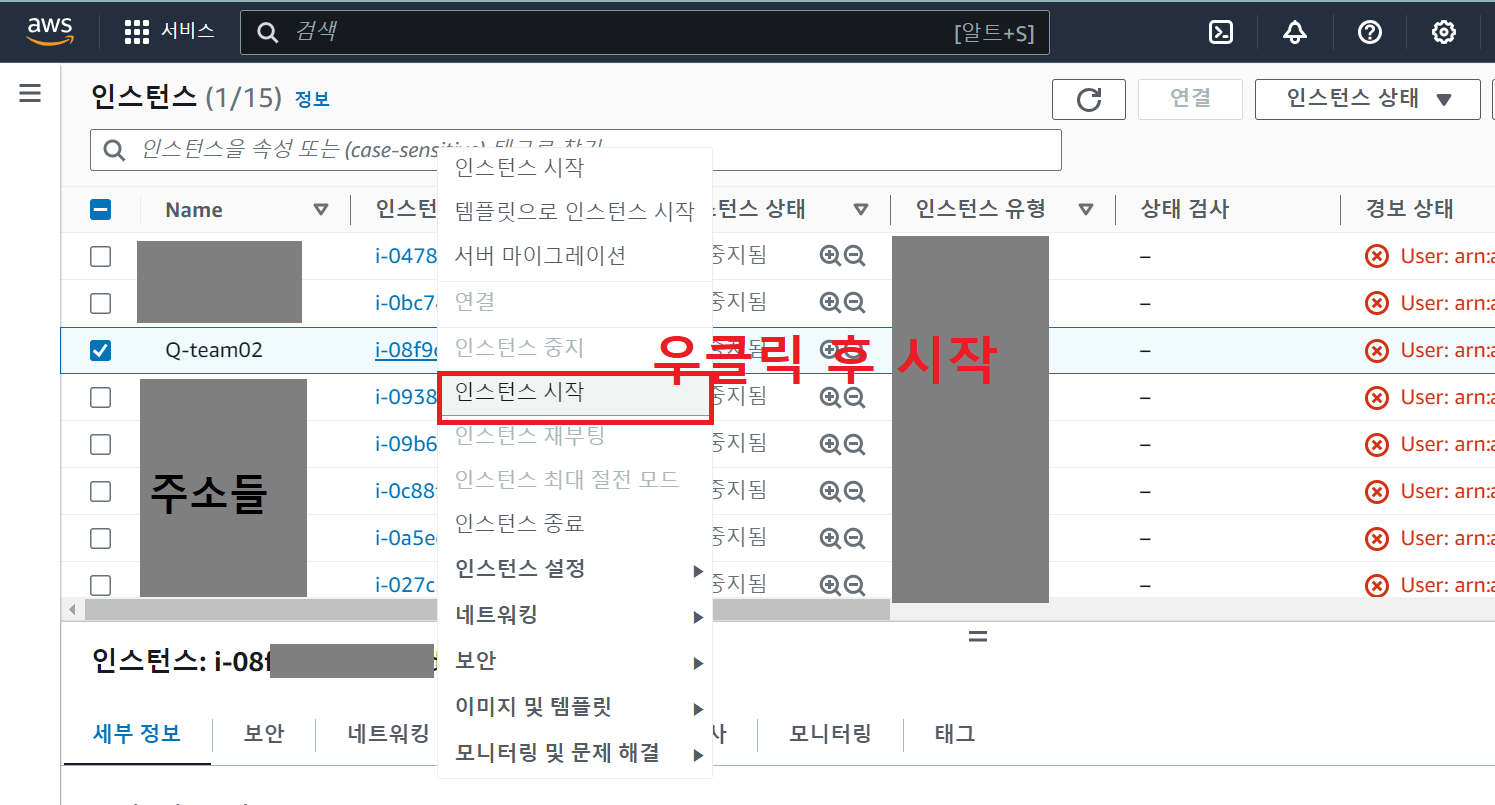 aws
서비스
검색
[알트+S]
인스턴스 (1/15) 정보
연결
인스턴스 상태
인스턴스을 속성 또는 (case-sensitive) 태그로 찾기
Name
인스턴
턴스 상태
인스턴스 유형
상태 검사
경보 상태
i-0478
중지됨
–
User: arn:a
i-0bc7
중지됨
–
User: arn:a
Q-team02
i-08f9
–
User: arn:a
i-0938
중지됨
–
User: arn:a
i-09b6
중지됨
–
User: arn:a
i-0c88
중지됨
–
User: arn:a
i-0a5e
중지됨
–
User: arn:a
i-027c
중지됨
–
User: arn:a
주소들
인스턴스 시작
템플릿으로 인스턴스 시작
서버 마이그레이션
연결
인스턴스 중지
인스턴스 시작
인스턴스 재부팅
인스턴스 최대 절전 모드
인스턴스 종료
인스턴스 설정
네트워킹
보안
이미지 및 템플릿
모니터링 및 문제 해결
우클릭 후 시작
인스턴스: i-08f
세부 정보
보안
네트워킹
사
모니터링
태그